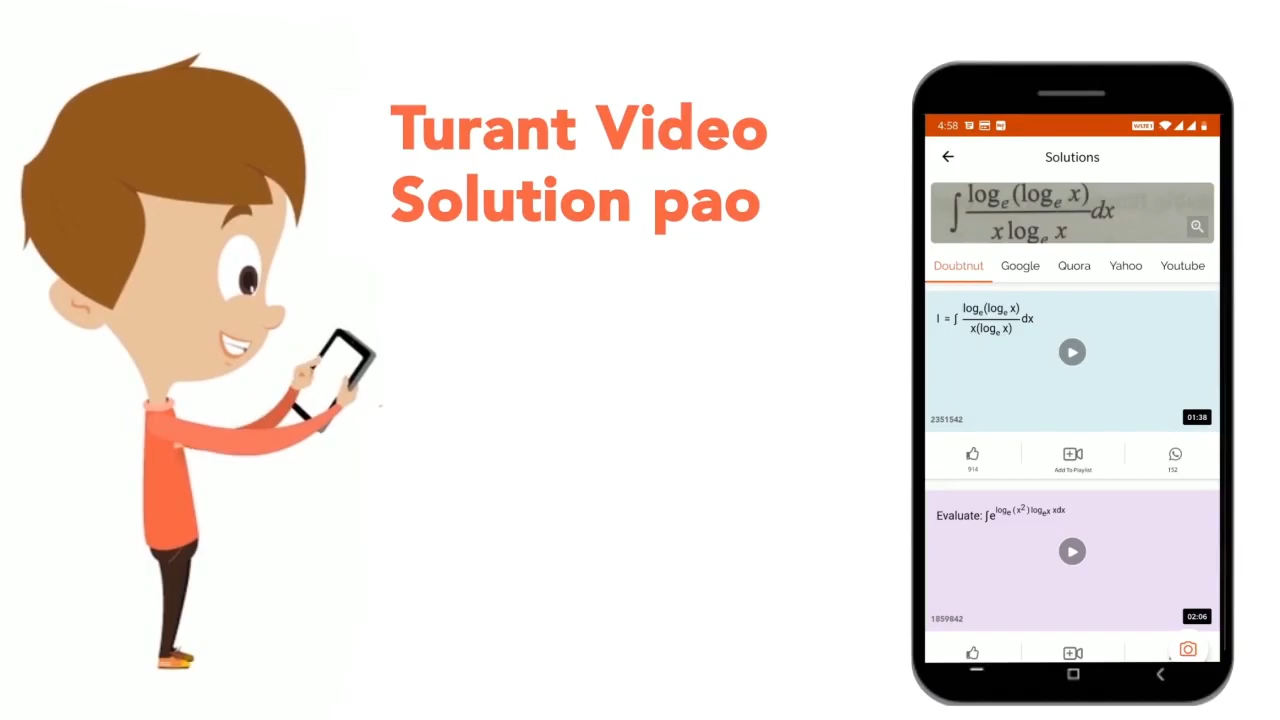 Turant Video
Solution pao
4:58
VoLTE1
Solutions
∫ logₑ(logₑ x) / x logₑ x dx
Doubtnut Google Quora Yahoo Youtube
I = ∫ logₑ(logₑ x) / x(logₑ x) dx
2351542 01:38
914 Add To Playlist 152
Evaluate: ∫e^logₑ(x²)logₑx xdx
1859842 02:06